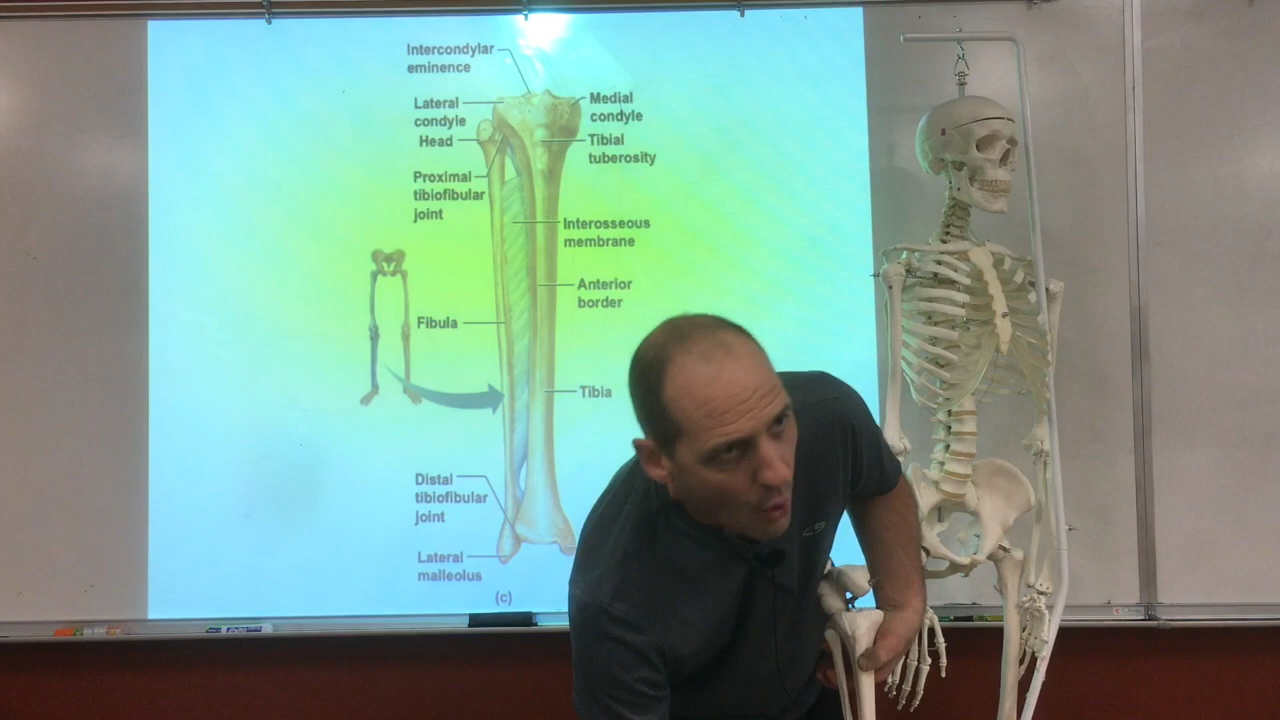 Intercondylar
eminence
Lateral
condyle
Medial
condyle
Head
Tibial
tuberosity
Proximal
tibiofibular
joint
Interosseous
membrane
Anterior
border
Fibula
Tibia
Distal
tibiofibular
joint
Lateral
malleolus
(c)